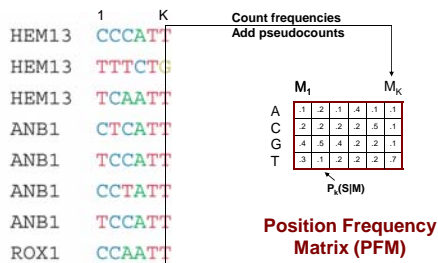 1 K
HEM13 CCCATT
HEM13 TTTCTG
HEM13 TCAATT
ANB1 CTCATT
ANB1 TCCATT
ANB1 CCTATT
ANB1 TCCATT
ROX1 CCAATT
Count frequencies
Add pseudocounts
M1 MK
A .1 .2 .1 .4 .1 .1
C .2 .2 .2 .2 .5 .1
G .4 .5 .4 .2 .2 .1
T .3 .1 .2 .2 .2 .7
Pk(S|M)
Position Frequency
Matrix (PFM)